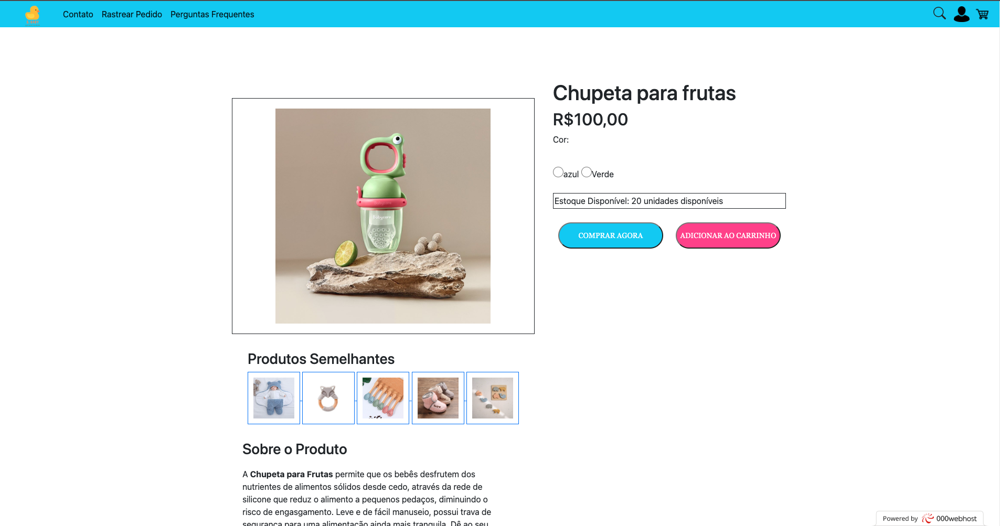 Contato Rastrear Pedido Perguntas Frequentes
Chupeta para frutas
R$100,00
Cor:
azul Verde
Estoque Disponível: 20 unidades disponíveis
COMPRAR AGORA ADICIONAR AO CARRINHO
Babycare
Produtos Semelhantes
Sobre o Produto
A Chupeta para Frutas permite que os bebês desfrutem dos
nutrientes de alimentos sólidos desde cedo, através da rede de
silicone que reduz o alimento a pequenos pedaços, diminuindo o
risco de engasgamento. Leve e de fácil manuseio, possui trava de
segurança para uma alimentação ainda mais tranquila. Dê ao seu
Powered by 000webhost